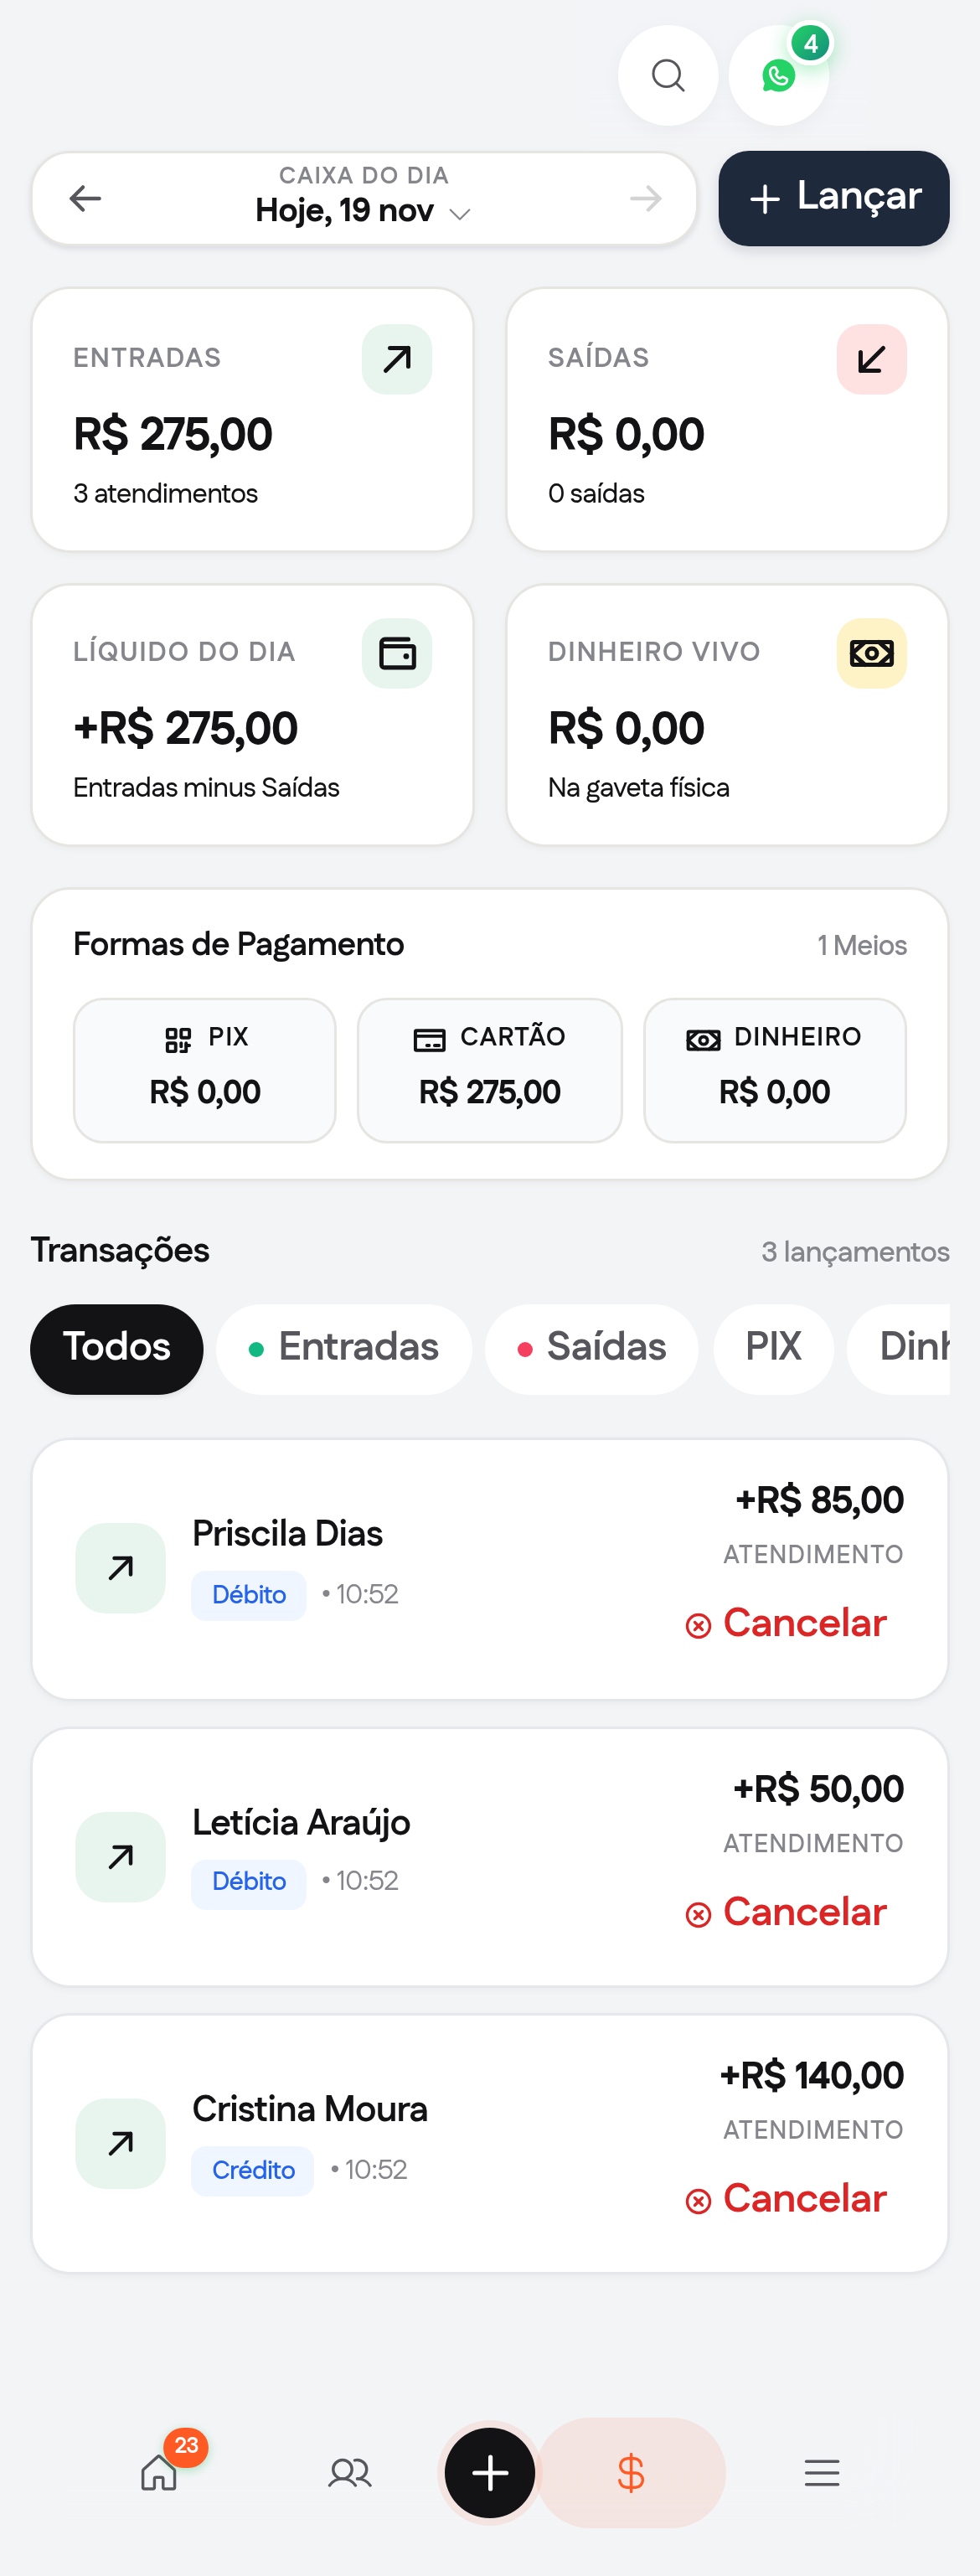 4
CAIXA DO DIA
Hoje, 19 nov
Lançar
ENTRADAS
R$ 275,00
3 atendimentos
SAÍDAS
R$ 0,00
0 saídas
LÍQUIDO DO DIA
+R$ 275,00
Entradas minus Saídas
DINHEIRO VIVO
R$ 0,00
Na gaveta física
Formas de Pagamento
1 Meios
PIX
R$ 0,00
CARTÃO
R$ 275,00
DINHEIRO
R$ 0,00
Transações
3 lançamentos
Todos
Entradas
Saídas
PIX
Priscila Dias
Débito • 10:52
+R$ 85,00
ATENDIMENTO
Cancelar
Letícia Araújo
Débito • 10:52
+R$ 50,00
ATENDIMENTO
Cancelar
Cristina Moura
Crédito • 10:52
+R$ 140,00
ATENDIMENTO
Cancelar
23